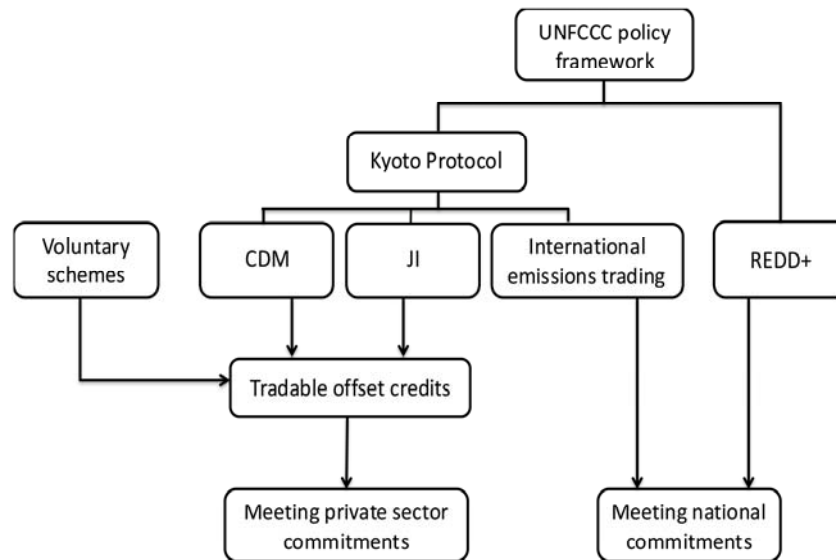 UNFCCC policy
framework
Kyoto Protocol
Voluntary
schemes
CDM
JI
International
emissions trading
REDD+
Tradable offset credits
Meeting private sector
commitments
Meeting national
commitments